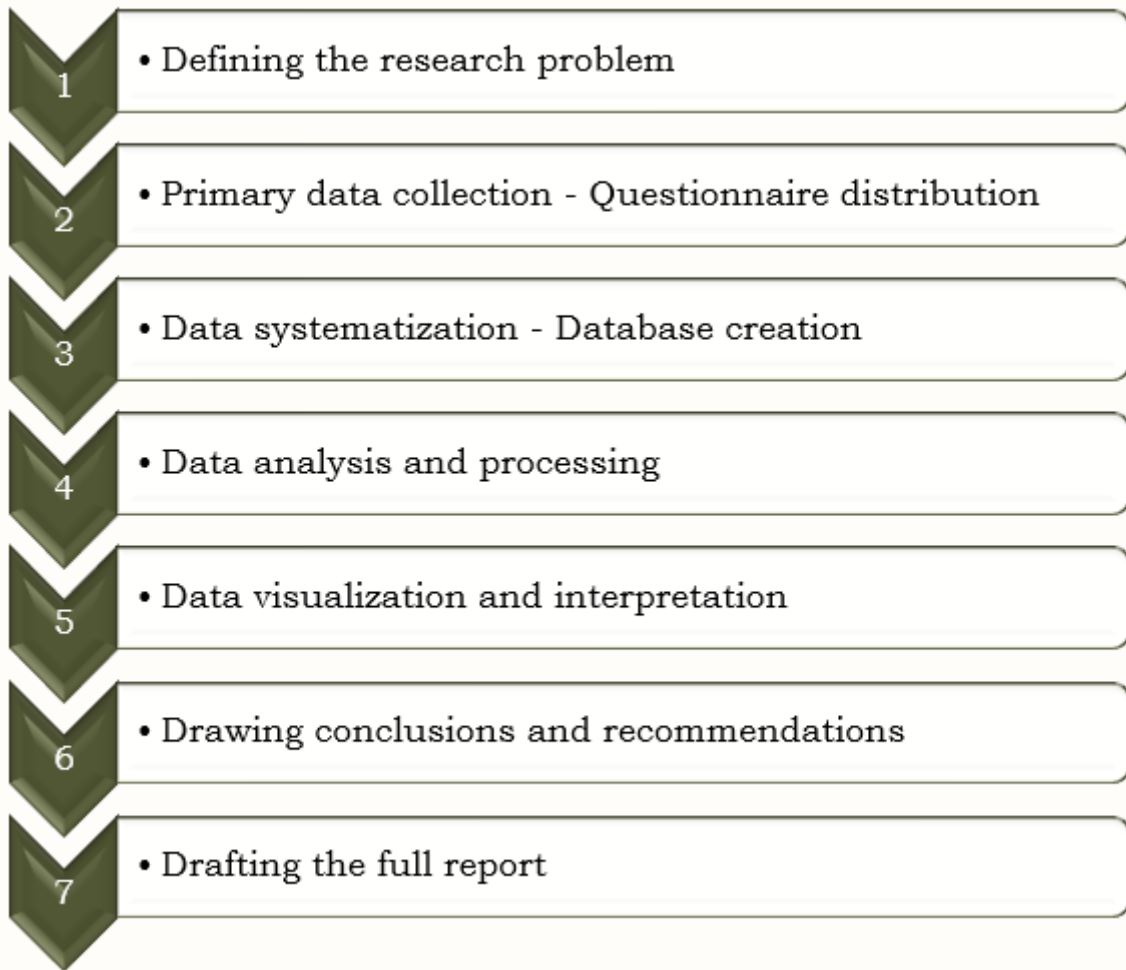 1
• Defining the research problem
2
• Primary data collection - Questionnaire distribution
3
• Data systematization - Database creation
4
• Data analysis and processing
5
• Data visualization and interpretation
6
• Drawing conclusions and recommendations
7
• Drafting the full report